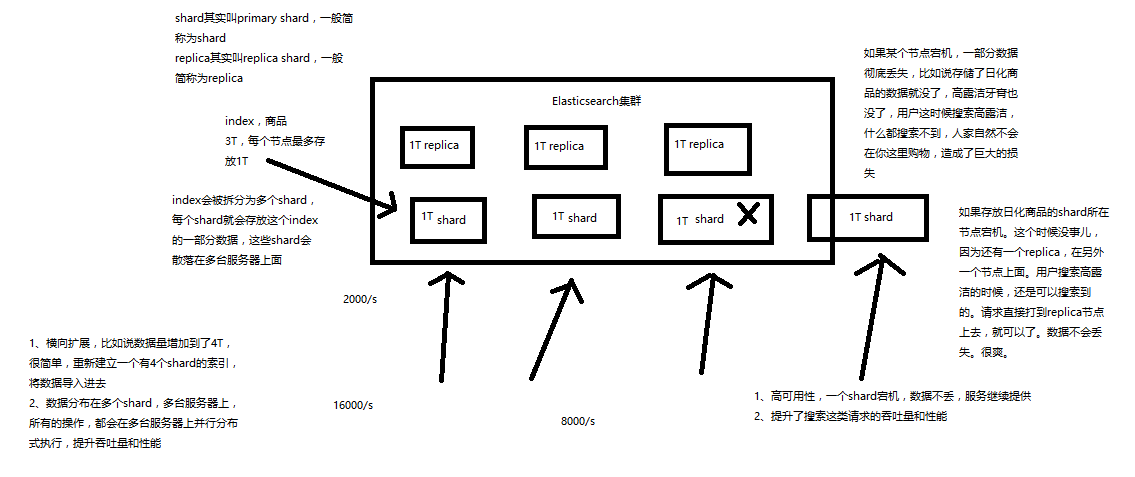 shard其实叫primary shard，一般简
称为shard
replica其实叫replica shard，一般
简称为replica
index，商品
3T，每个节点最多存
放1T
index会被拆分为多个shard，
每个shard就会存放这个index
的一部分数据，这些shard会
散落在多台服务器上面
Elasticsearch集群
1T replica
1T replica
1T replica
1T shard
1T shard
1T shard
1T shard
如果某个节点宕机，一部分数据
彻底丢失，比如说存储了日化商
品的数据就没了，高露洁牙膏也
没了，用户这时候搜索高露洁，
什么都搜索不到，人家自然不会
在你这里购物，造成了巨大的损
失
如果存放日化商品的shard所在
节点宕机。这个时候没事儿，
因为还有一个replica，在另外
一个节点上面。用户搜索高露
洁的时候，还是可以搜索到
的。请求直接打到replica节点
上去，就可以了。数据不会丢
失。很爽。
2000/s
1、横向扩展，比如说数据量增加到了4T，
很简单，重新建立一个有4个shard的索引，
将数据导入进去
2、数据分布在多个shard，多台服务器上，
所有的操作，都会在多台服务器上并行分布
式执行，提升吞吐量和性能
16000/s
8000/s
1、高可用性，一个shard宕机，数据不丢，服务继续提供
2、提升了搜索这类请求的吞吐量和性能